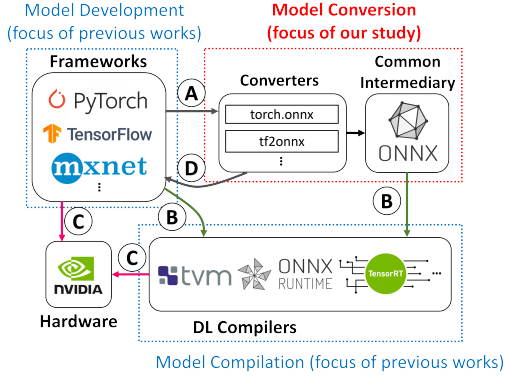 Model Development
(focus of previous works)
Model Conversion
(focus of our study)
Frameworks
PyTorch
TensorFlow
mxnet
⋮
A
D
Converters
torch.onnx
tf2onnx
⋮
Common
Intermediary
ONNX
C
B
B
NVIDIA
Hardware
C
tvm
ONNX
RUNTIME
TensorRT
...
DL Compilers
Model Compilation (focus of previous works)